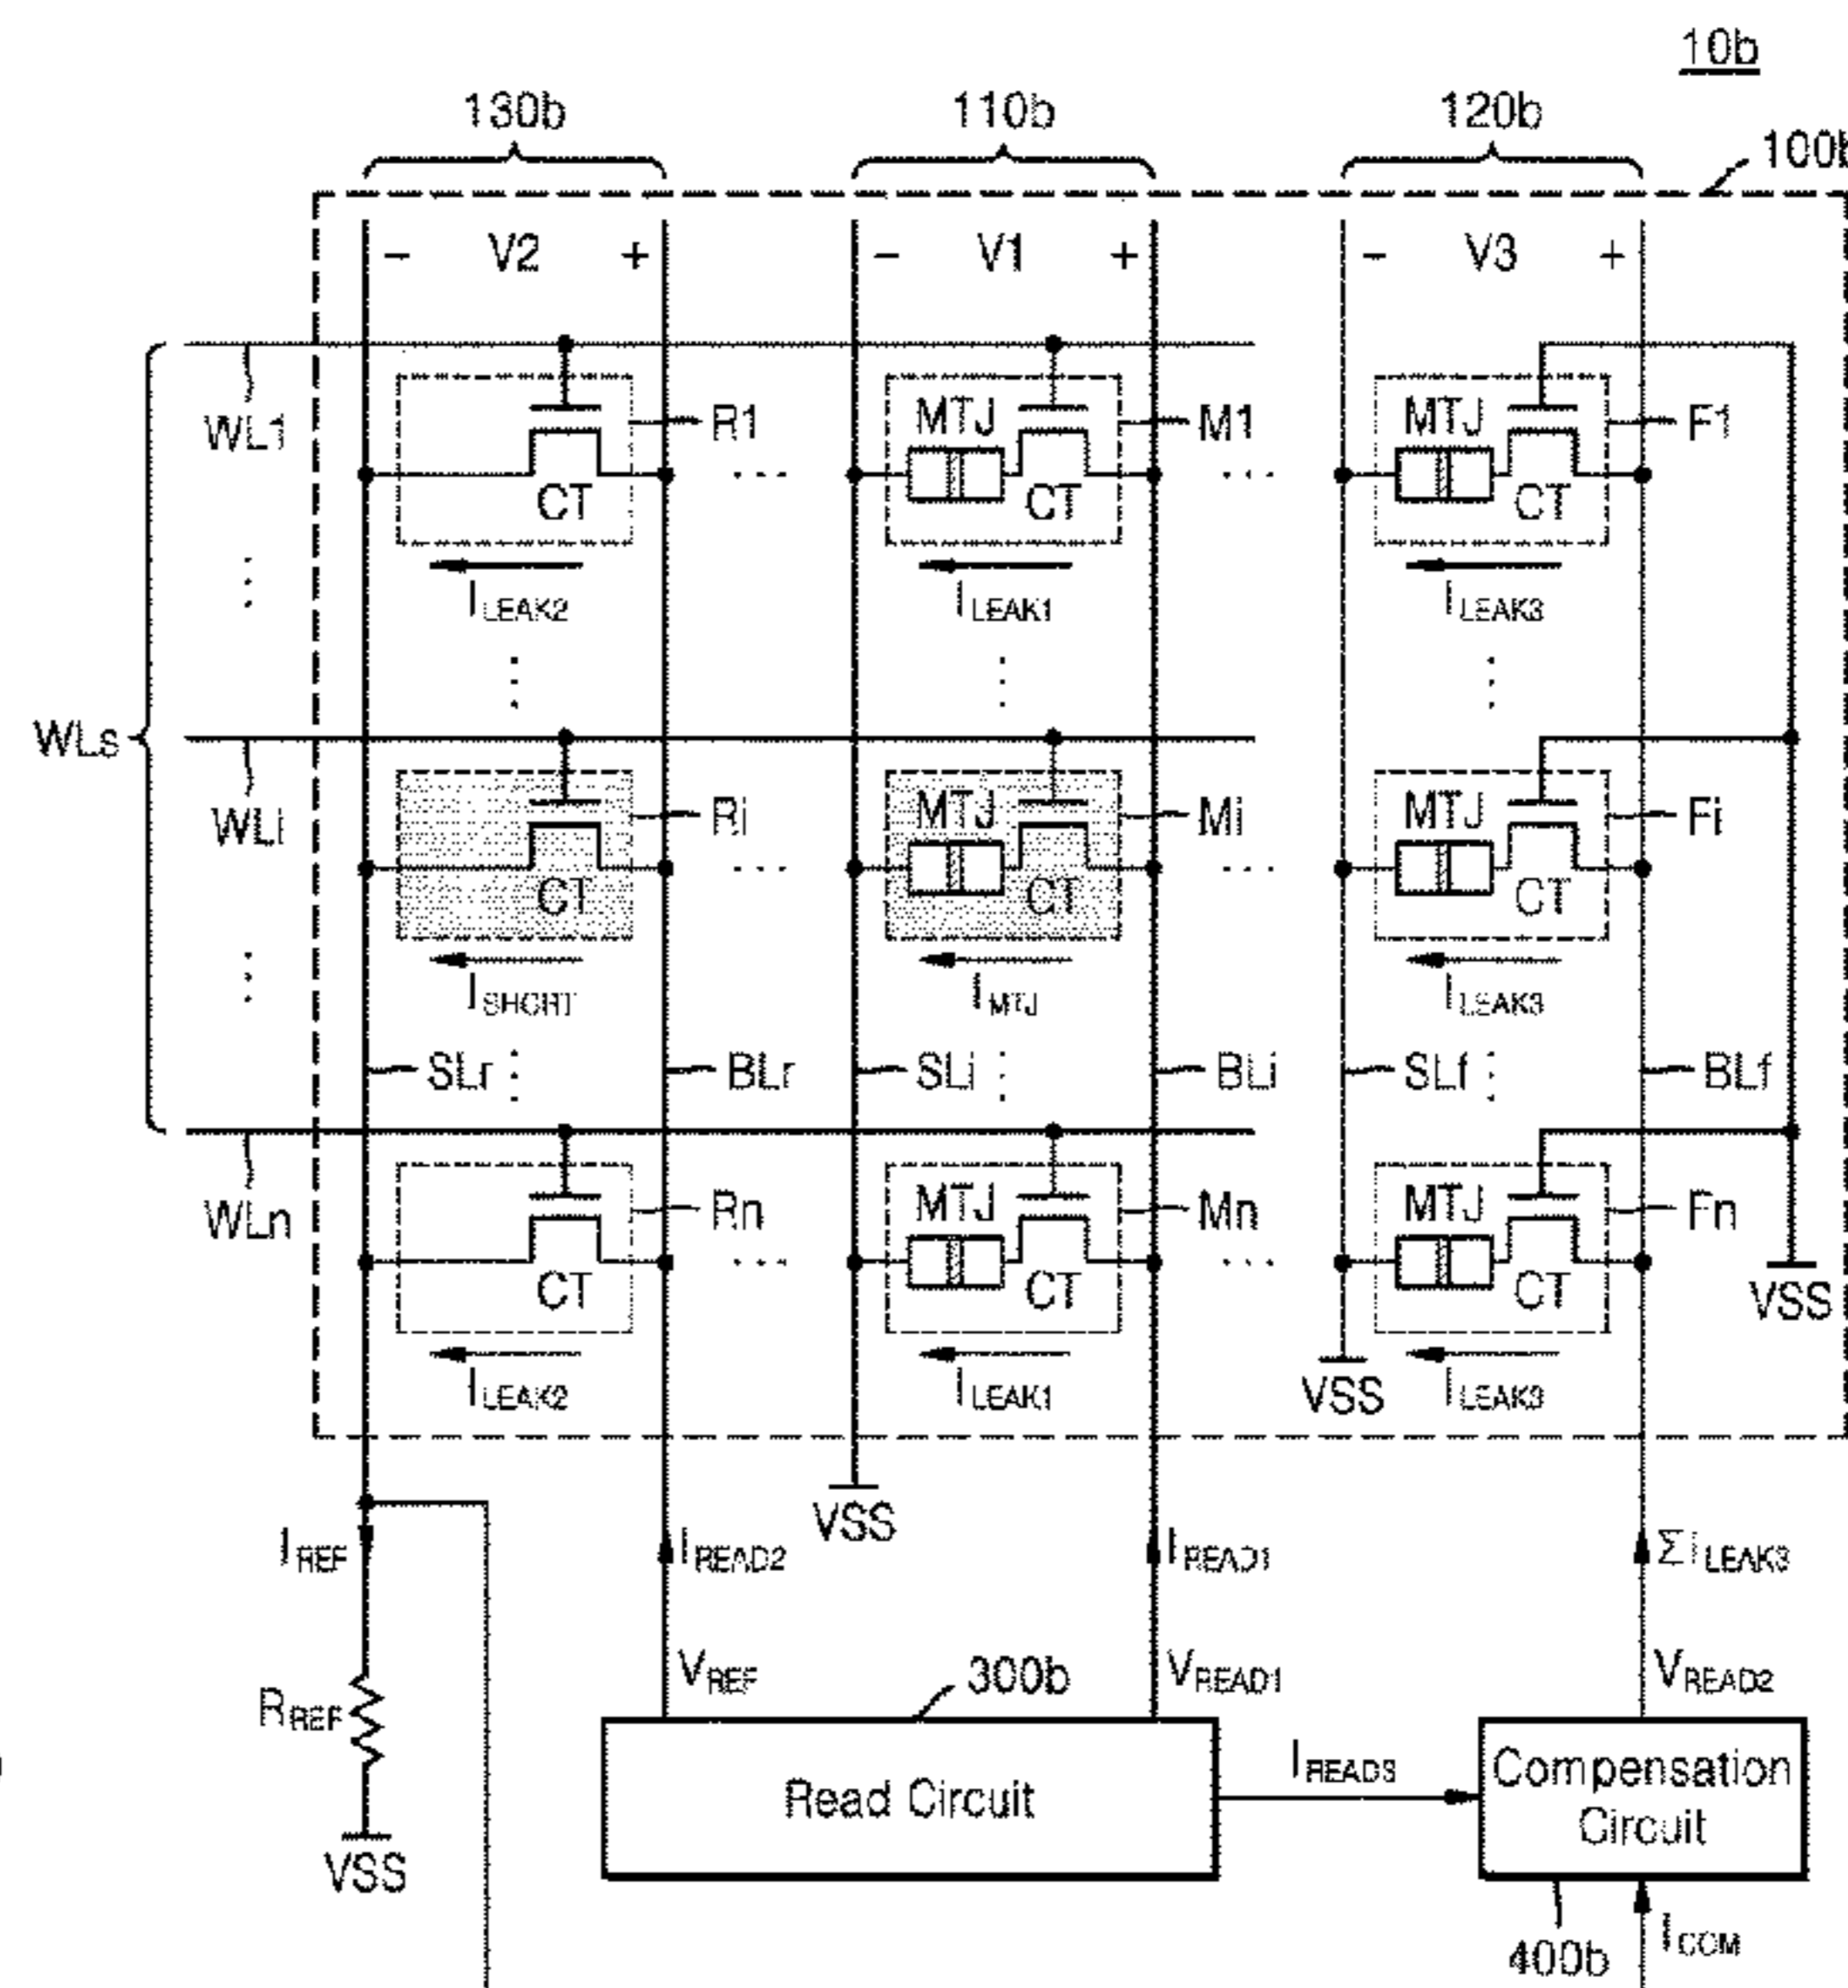 10b
130b 110b 120b
100b
- V2 + - V1 + - V3 +
WL1 CT R1 MTJ CT M1 MTJ CT F1
ILEAK2 ILEAK1 ILEAK3
WLs
WLi CT Ri MTJ CT Mi MTJ CT Fi
ISHORT IMTJ ILEAK3
SLr BLr SLi BLi SLf BLf
WLn CT Rn MTJ CT Mn MTJ CT Fn
VSS
ILEAK2 ILEAK1 VSS ILEAK3
VSS
IREF IREAD2 IREAD1 ΣILEAK3
VREF 300b VREAD1 VREAD2
RREF
Read Circuit IREADS Compensation
Circuit
VSS
400b ICOM